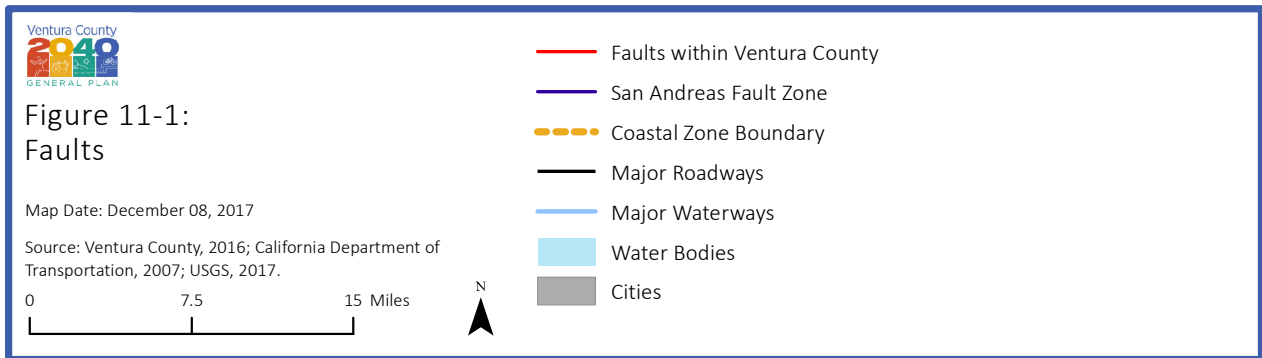 Ventura County
2040
GENERAL PLAN
Figure 11-1:
Faults
Map Date: December 08, 2017
Source: Ventura County, 2016; California Department of
Transportation, 2007; USGS, 2017.
0 7.5 15 Miles
N
Faults within Ventura County
San Andreas Fault Zone
Coastal Zone Boundary
Major Roadways
Major Waterways
Water Bodies
Cities